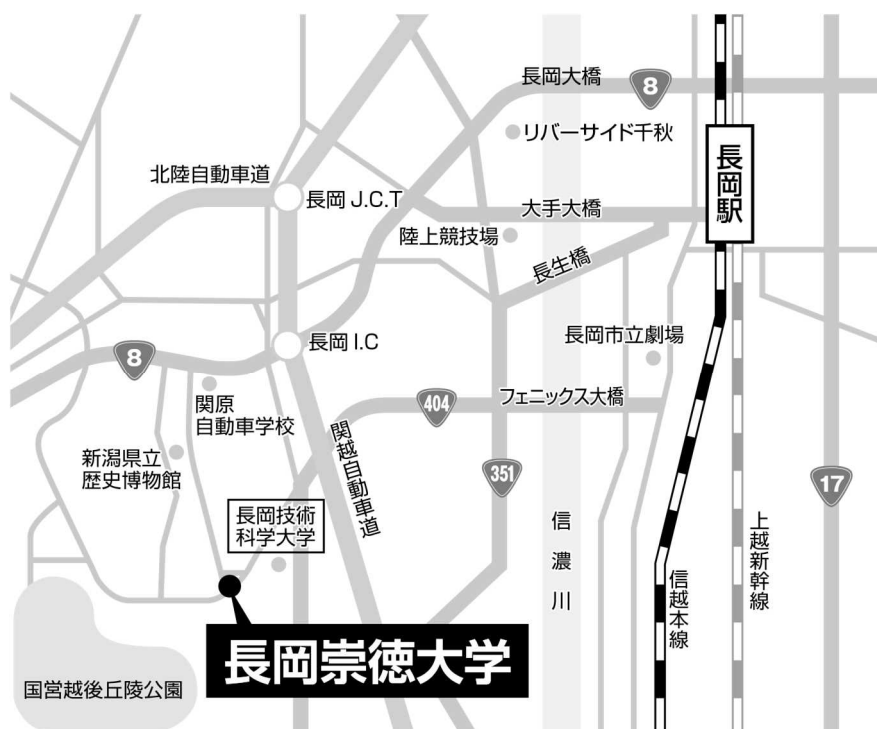 長岡大橋
8
リバーサイド千秋
長岡駅
北陸自動車道
長岡 J.C.T
大手大橋
陸上競技場
長生橋
長岡市立劇場
長岡 I.C
8
関原
自動車学校
404
フェニックス大橋
関越自動車道
新潟県立
歴史博物館
351
17
長岡技術
科学大学
信濃川
上越新幹線
信越本線
長岡崇徳大学
国営越後丘陵公園